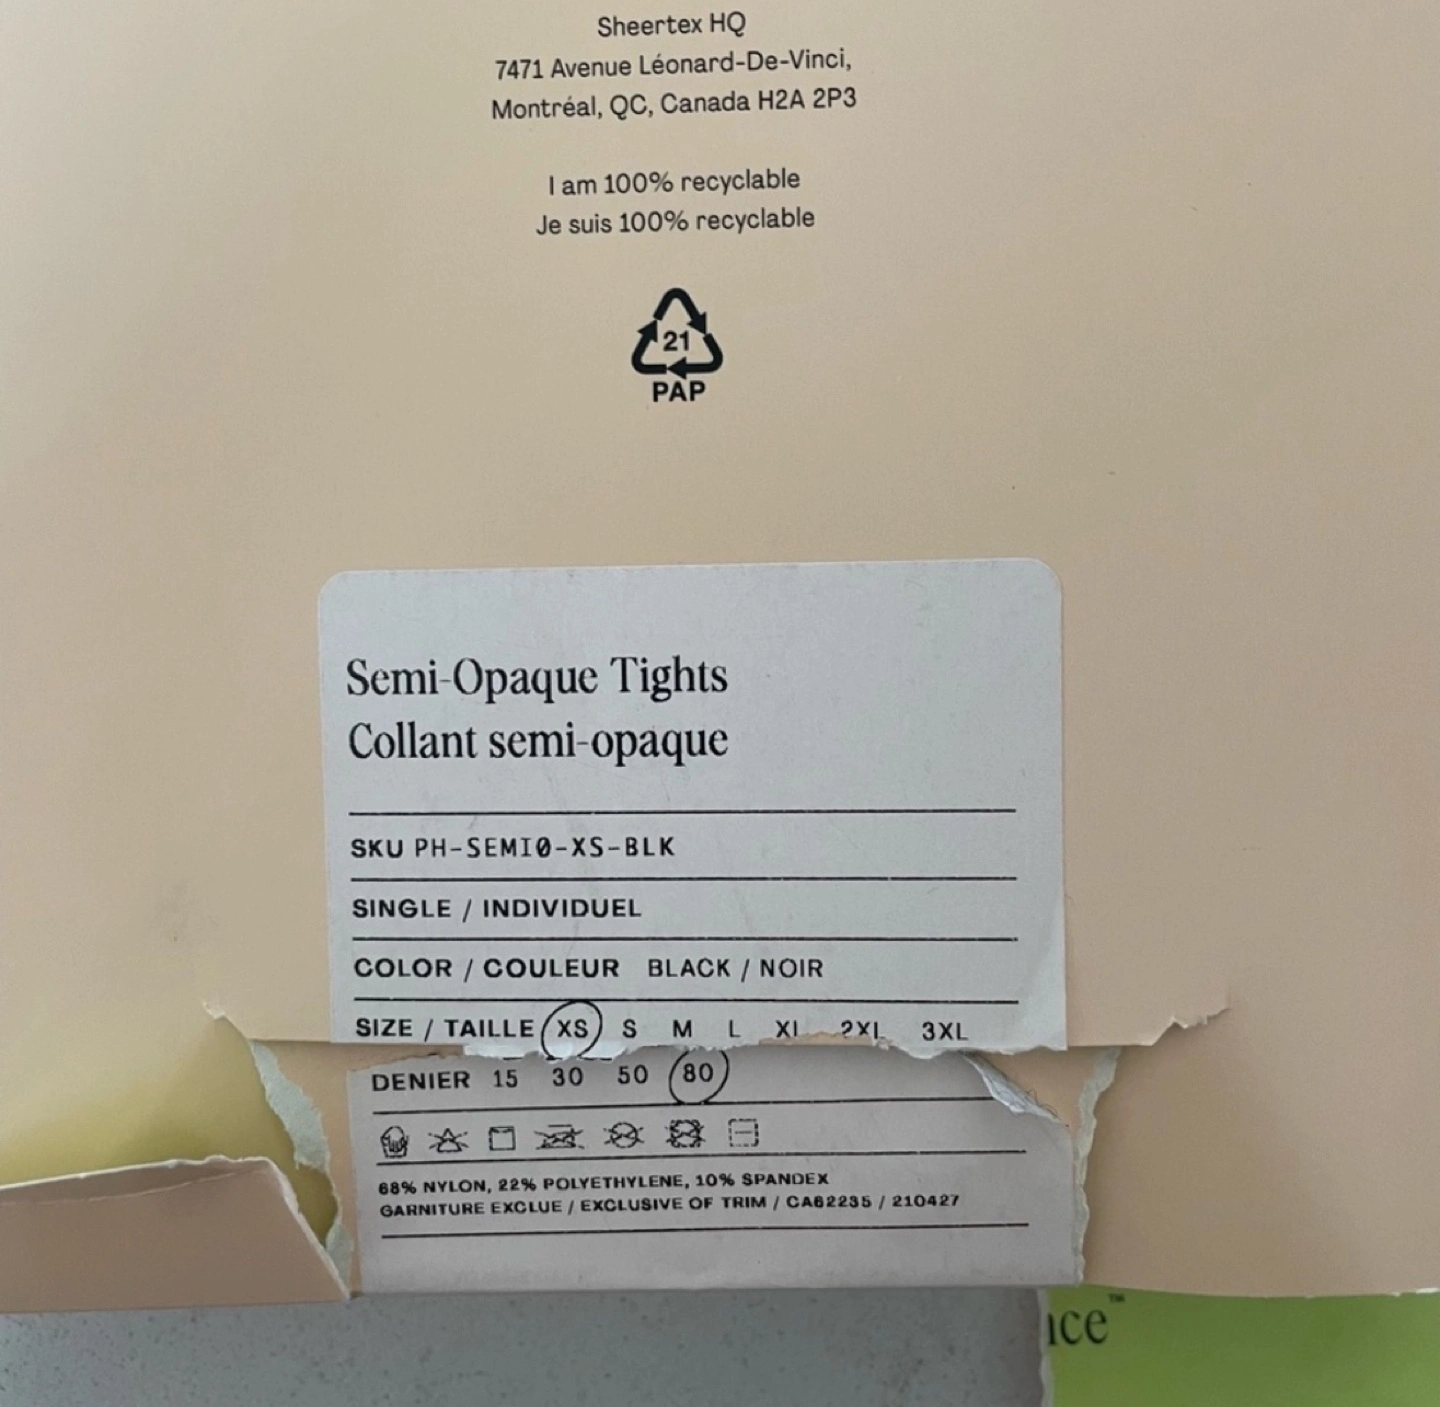 Sheertex HQ
7471 Avenue Léonard-De-Vinci,
Montréal, QC, Canada H2A 2P3
I am 100% recyclable
Je suis 100% recyclable
21
PAP
Semi-Opaque Tights
Collant semi-opaque
SKU PH-SEMI0-XS-BLK
SINGLE / INDIVIDUEL
COLOR / COULEUR BLACK / NOIR
SIZE / TAILLE XS S M L XL 2XL 3XL
DENIER 15 30 50 80
68% NYLON, 22% POLYETHYLENE, 10% SPANDEX
GARNITURE EXCLUE / EXCLUSIVE OF TRIM / CA62235 / 210427